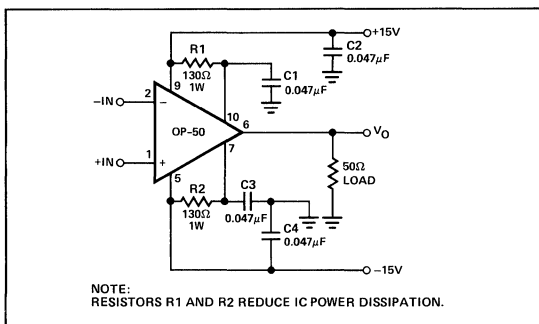 +15V
C2
0.047μF
R1
130Ω
1W
C1
0.047μF
9
2
−IN
−
10
6
OP-50
VO
7
+IN
1
+
5
50Ω
LOAD
R2
130Ω
1W
C3
0.047μF
C4
0.047μF
−15V
NOTE:
RESISTORS R1 AND R2 REDUCE IC POWER DISSIPATION.